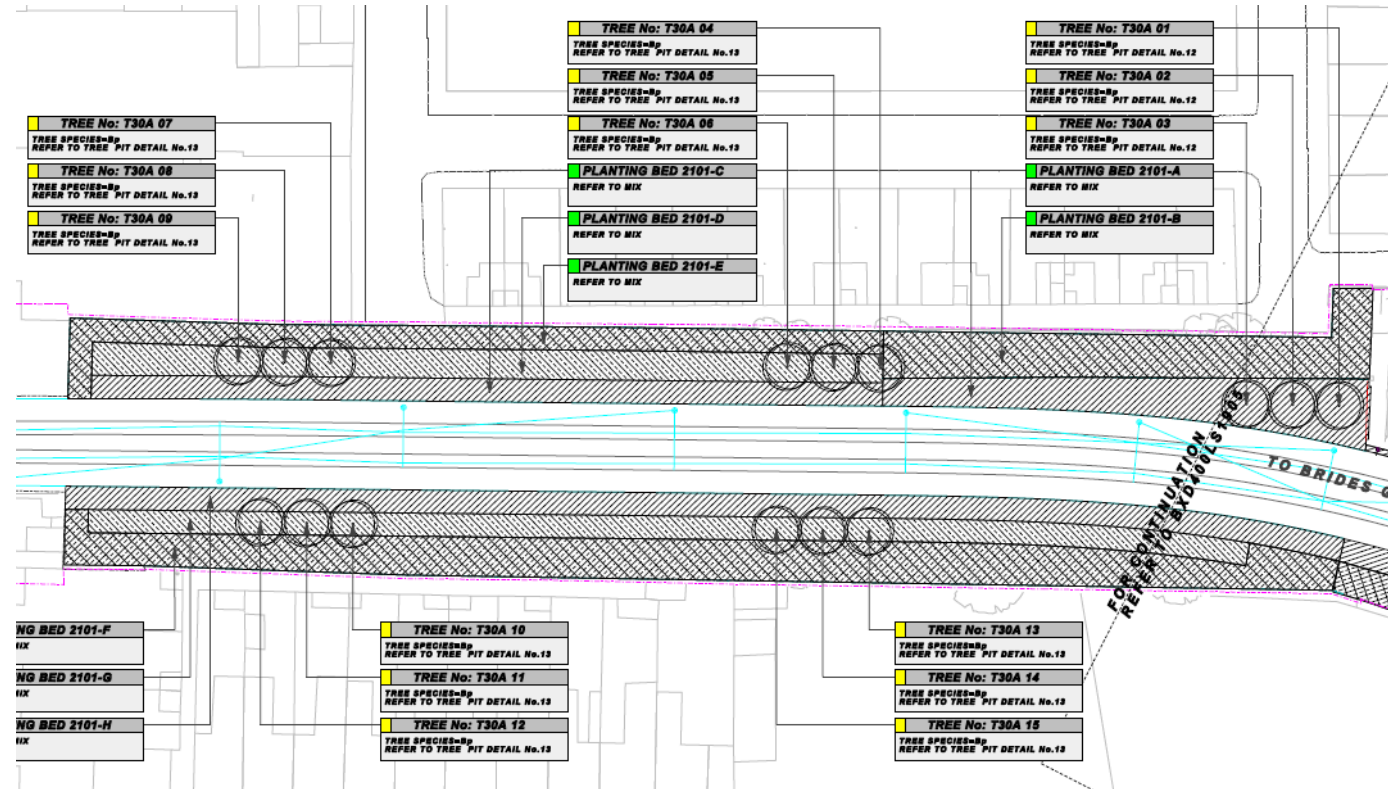 TREE No: T30A 04
TREE SPECIES=Bp
REFER TO TREE PIT DETAIL No.13
TREE No: T30A 05
TREE SPECIES=Bp
REFER TO TREE PIT DETAIL No.13
TREE No: T30A 06
TREE SPECIES=Bp
REFER TO TREE PIT DETAIL No.13
PLANTING BED 2101-C
REFER TO MIX
PLANTING BED 2101-D
REFER TO MIX
PLANTING BED 2101-E
REFER TO MIX
TREE No: T30A 01
TREE SPECIES=Bp
REFER TO TREE PIT DETAIL No.12
TREE No: T30A 02
TREE SPECIES=Bp
REFER TO TREE PIT DETAIL No.12
TREE No: T30A 03
TREE SPECIES=Bp
REFER TO TREE PIT DETAIL No.12
PLANTING BED 2101-A
REFER TO MIX
PLANTING BED 2101-B
REFER TO MIX
TREE No: T30A 07
TREE SPECIES=Bp
REFER TO TREE PIT DETAIL No.13
TREE No: T30A 08
TREE SPECIES=Bp
REFER TO TREE PIT DETAIL No.13
TREE No: T30A 09
TREE SPECIES=Bp
REFER TO TREE PIT DETAIL No.13
TO BRIDES G
FOR CONTINUATION
REFER TO BXD400LS1905
NG BED 2101-F
MIX
NG BED 2101-G
MIX
NG BED 2101-H
MIX
TREE No: T30A 10
TREE SPECIES=Bp
REFER TO TREE PIT DETAIL No.13
TREE No: T30A 11
TREE SPECIES=Bp
REFER TO TREE PIT DETAIL No.13
TREE No: T30A 12
TREE SPECIES=Bp
REFER TO TREE PIT DETAIL No.13
TREE No: T30A 13
TREE SPECIES=Bp
REFER TO TREE PIT DETAIL No.13
TREE No: T30A 14
TREE SPECIES=Bp
REFER TO TREE PIT DETAIL No.13
TREE No: T30A 15
TREE SPECIES=Bp
REFER TO TREE PIT DETAIL No.13